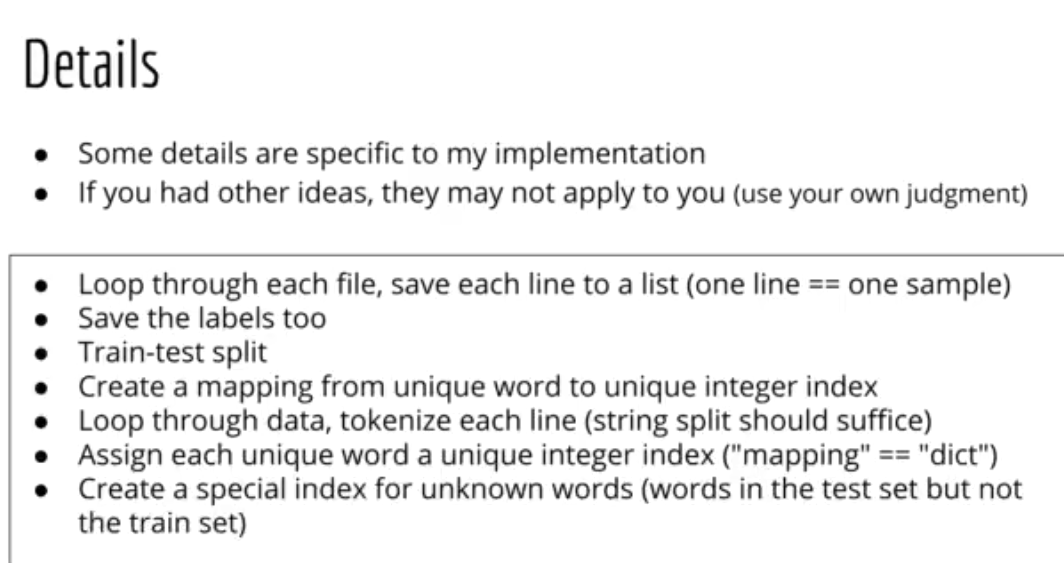 Details
● Some details are specific to my implementation
● If you had other ideas, they may not apply to you (use your own judgment)
● Loop through each file, save each line to a list (one line == one sample)
● Save the labels too
● Train-test split
● Create a mapping from unique word to unique integer index
● Loop through data, tokenize each line (string split should suffice)
● Assign each unique word a unique integer index ("mapping" == "dict")
● Create a special index for unknown words (words in the test set but not
the train set)